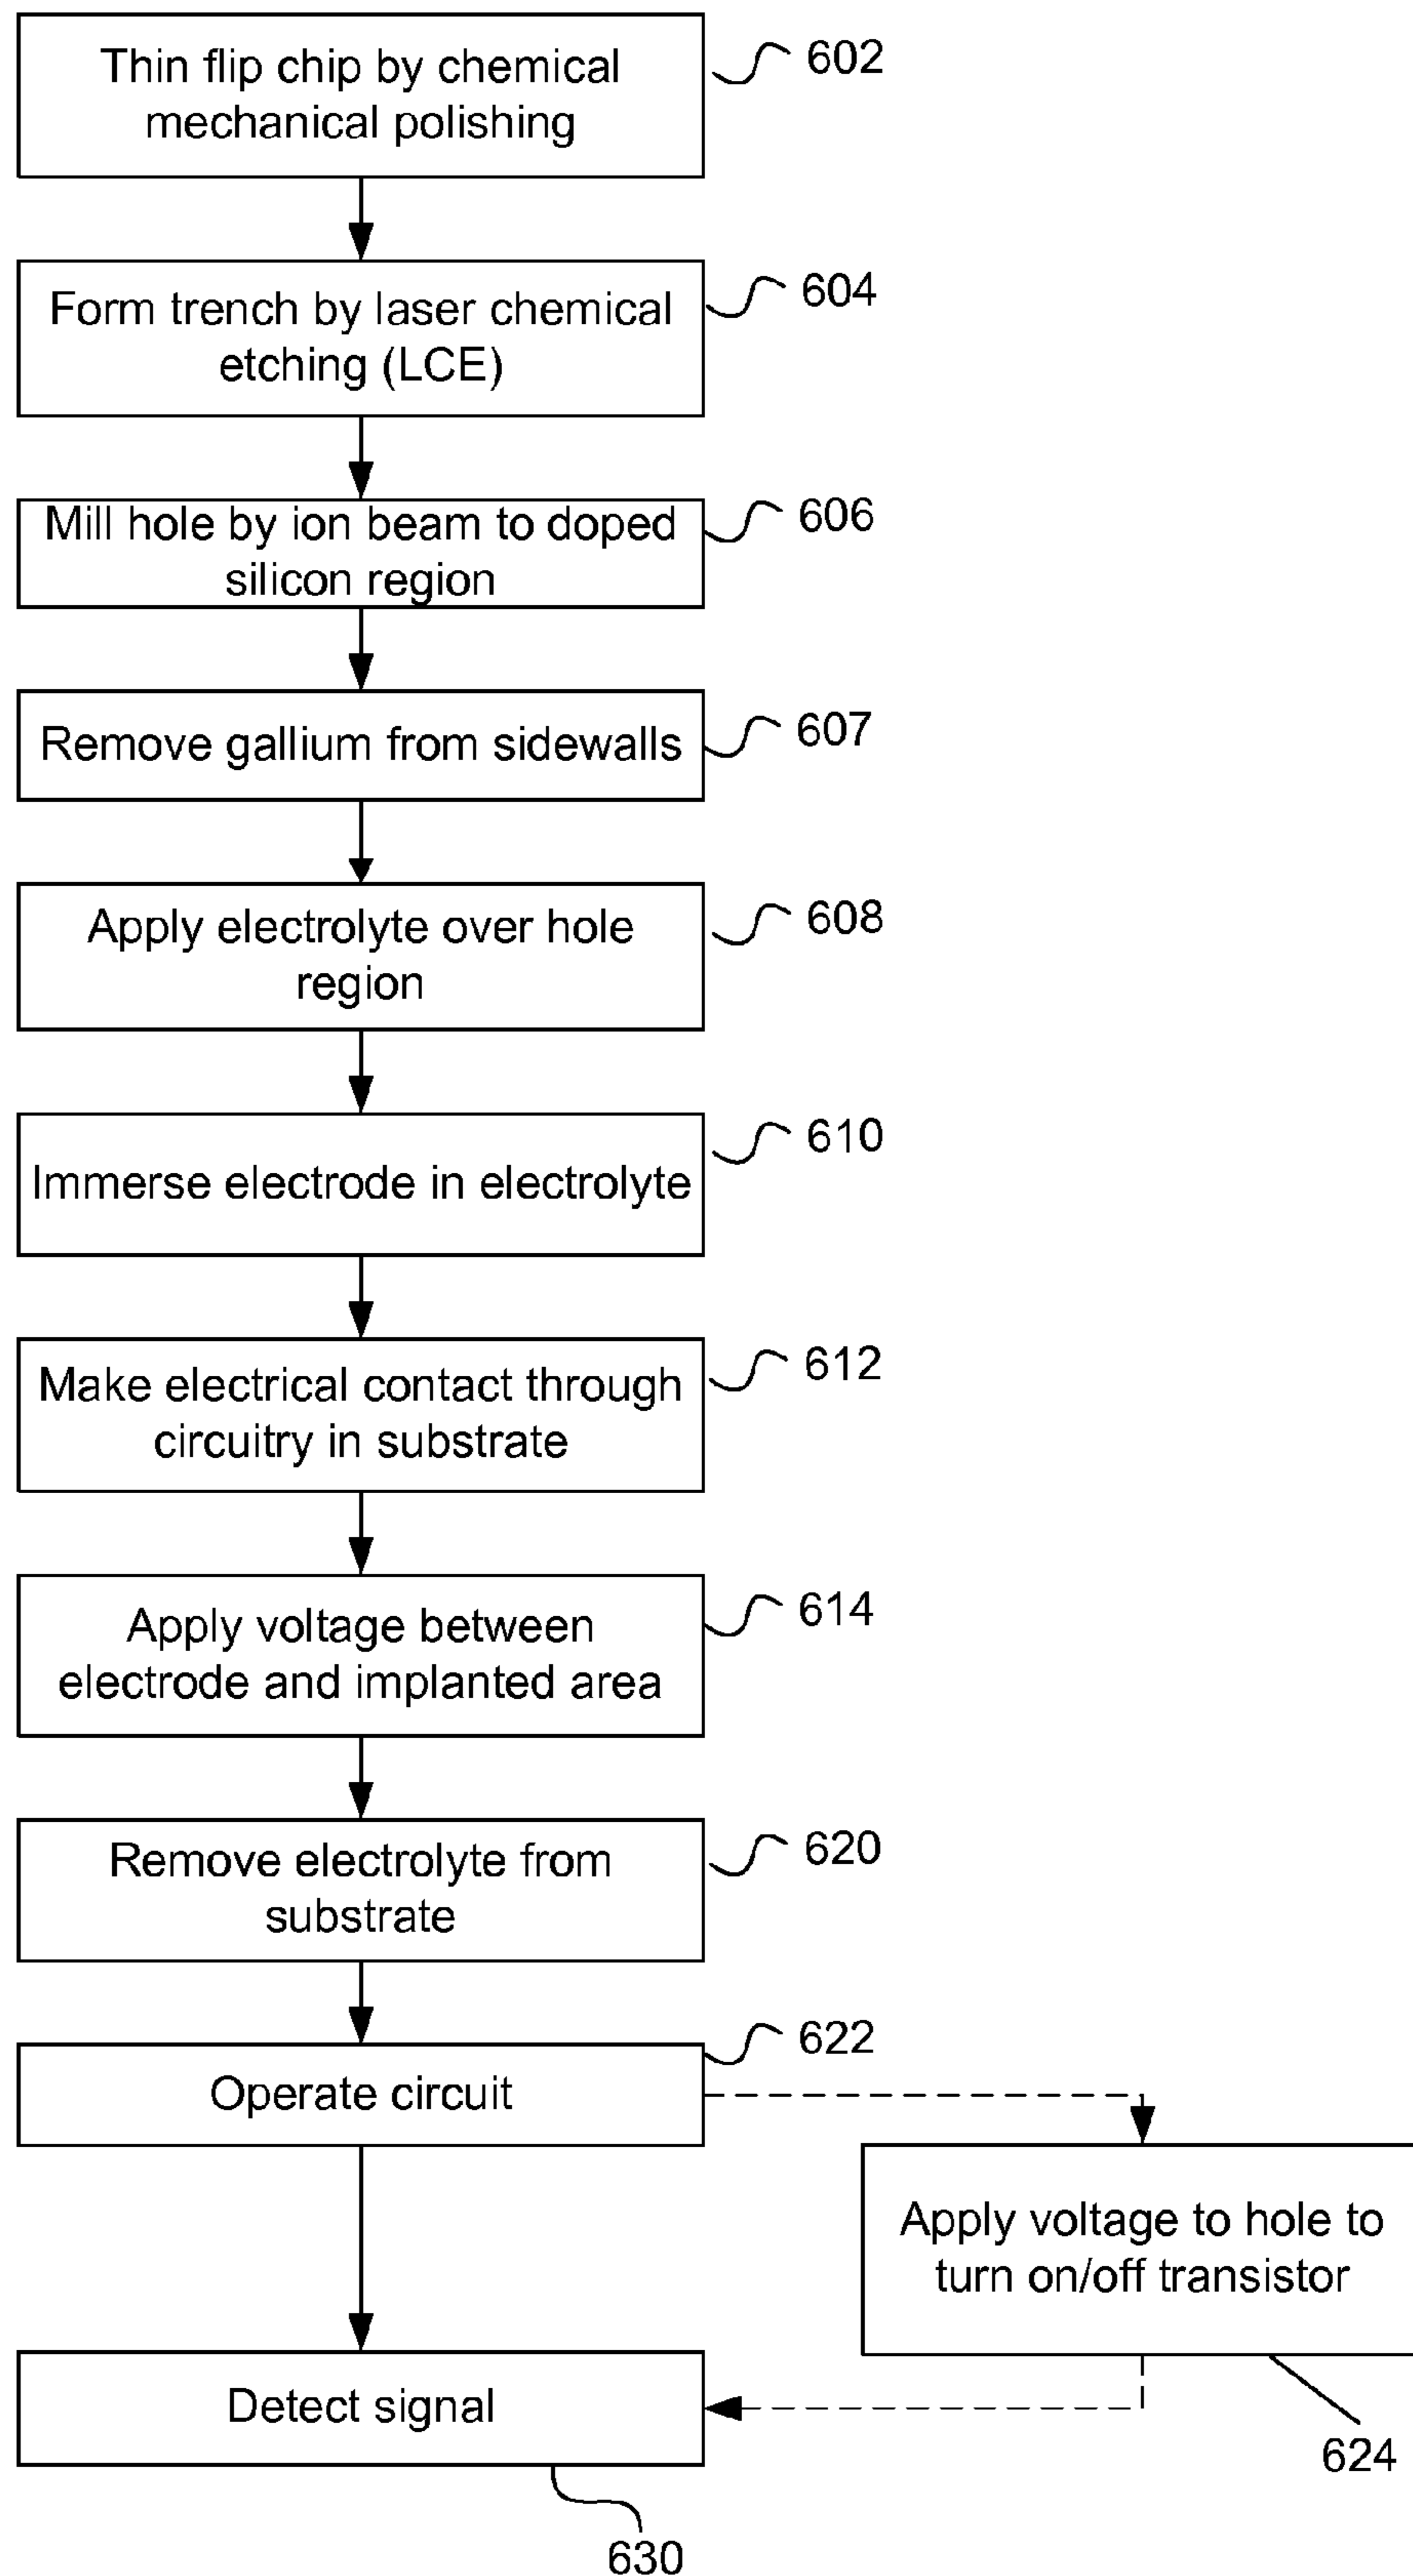 Thin flip chip by chemical
mechanical polishing
602
Form trench by laser chemical
etching (LCE)
604
Mill hole by ion beam to doped
silicon region
606
Remove gallium from sidewalls
607
Apply electrolyte over hole
region
608
Immerse electrode in electrolyte
610
Make electrical contact through
circuitry in substrate
612
Apply voltage between
electrode and implanted area
614
Remove electrolyte from
substrate
620
Operate circuit
622
Apply voltage to hole to
turn on/off transistor
624
Detect signal
630